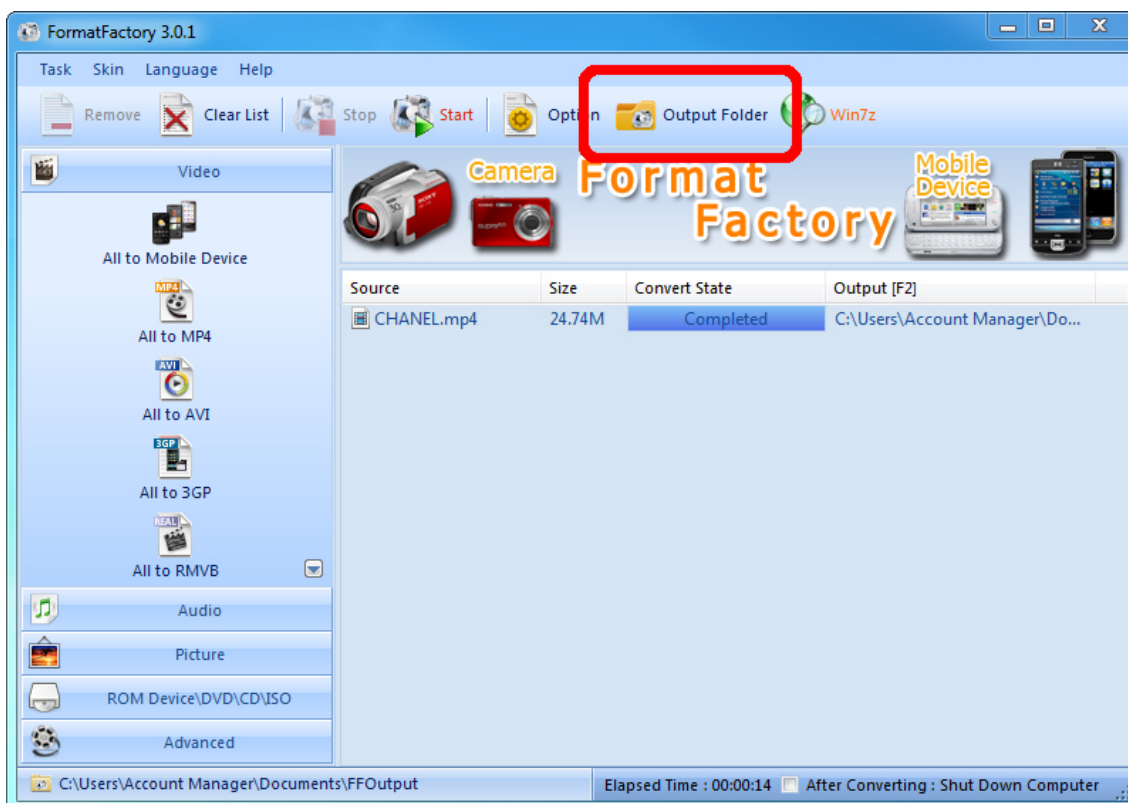 FormatFactory 3.0.1
Task Skin Language Help
Remove Clear List Stop Start Option Output Folder Win7z
Video
All to Mobile Device
MP4
All to MP4
AVI
All to AVI
3GP
All to 3GP
REAL
All to RMVB
Audio
Picture
ROM Device\DVD\CD\ISO
Advanced
Camera
Format
Factory
Mobile
Device
Source Size Convert State Output [F2]
CHANEL.mp4 24.74M Completed C:\Users\Account Manager\Do...
C:\Users\Account Manager\Documents\FFOutput
Elapsed Time : 00:00:14 After Converting : Shut Down Computer